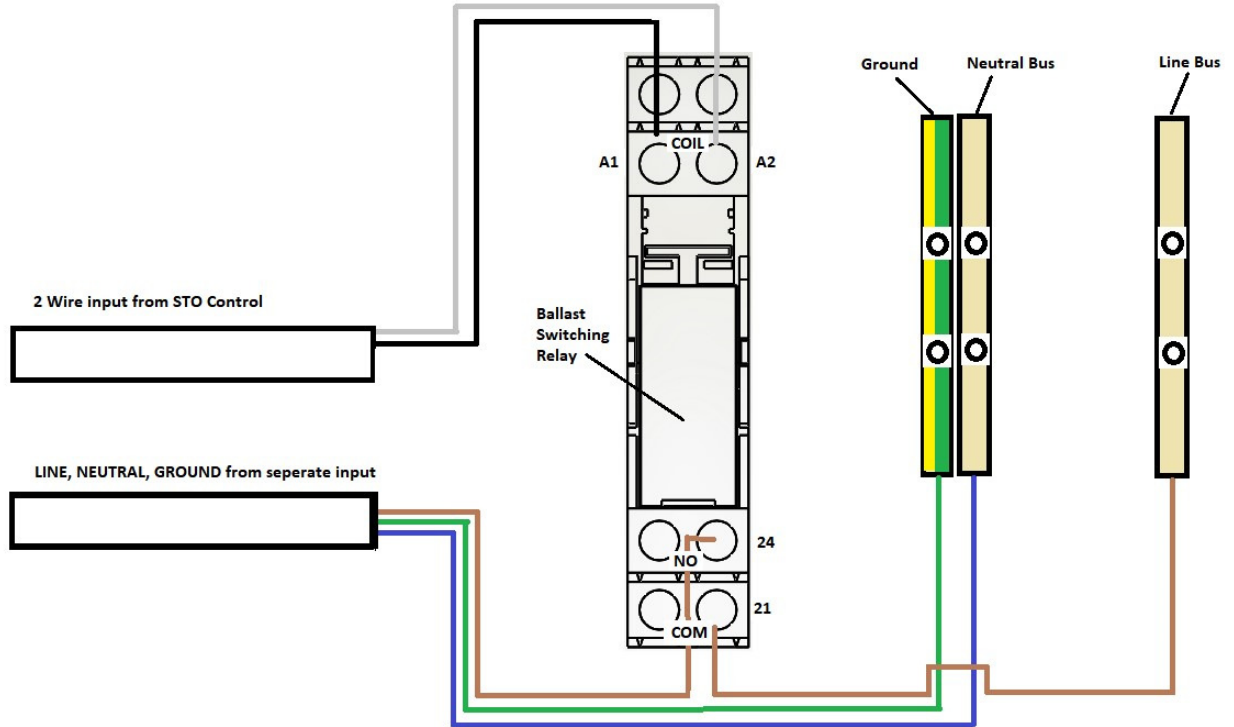 Ground
Neutral Bus
Line Bus
COIL
A1
A2
2 Wire input from STO Control
Ballast
Switching
Relay
LINE, NEUTRAL, GROUND from seperate input
24
NO
21
COM